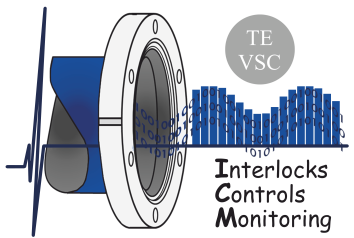 TE
VSC
Interlocks
Controls
Monitoring